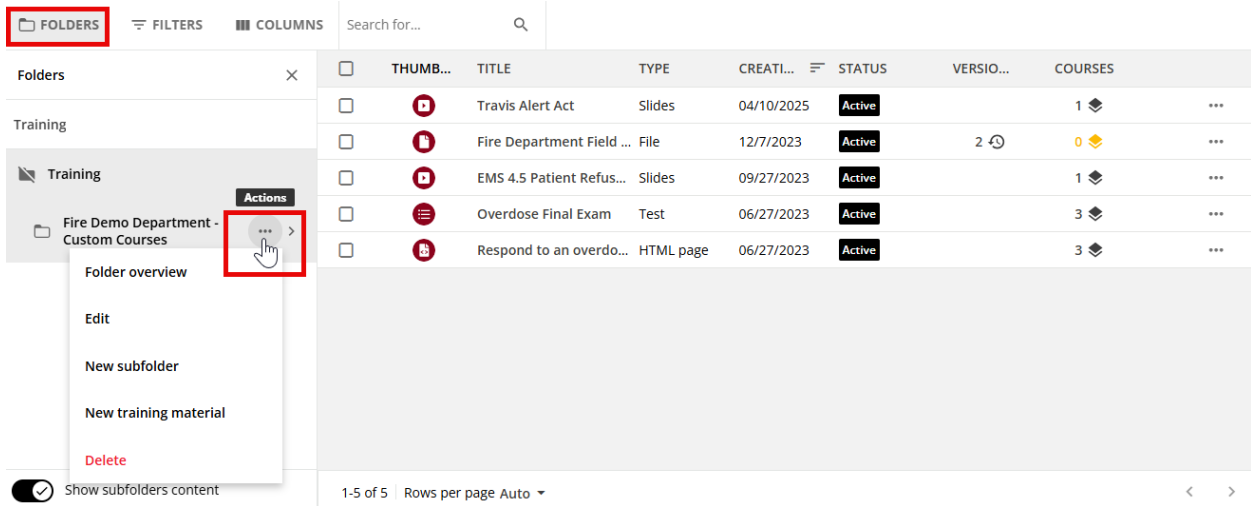 FOLDERS FILTERS COLUMNS Search for...
Folders
Training
Training
Actions
Fire Demo Department -
Custom Courses
Folder overview
Edit
New subfolder
New training material
Delete
Show subfolders content
THUMB... TITLE TYPE CREATI... STATUS VERSIO... COURSES
Travis Alert Act Slides 04/10/2025 Active 1
Fire Department Field ... File 12/7/2023 Active 2 0
EMS 4.5 Patient Refus... Slides 09/27/2023 Active 1
Overdose Final Exam Test 06/27/2023 Active 3
Respond to an overdo... HTML page 06/27/2023 Active 3
1-5 of 5 Rows per page Auto